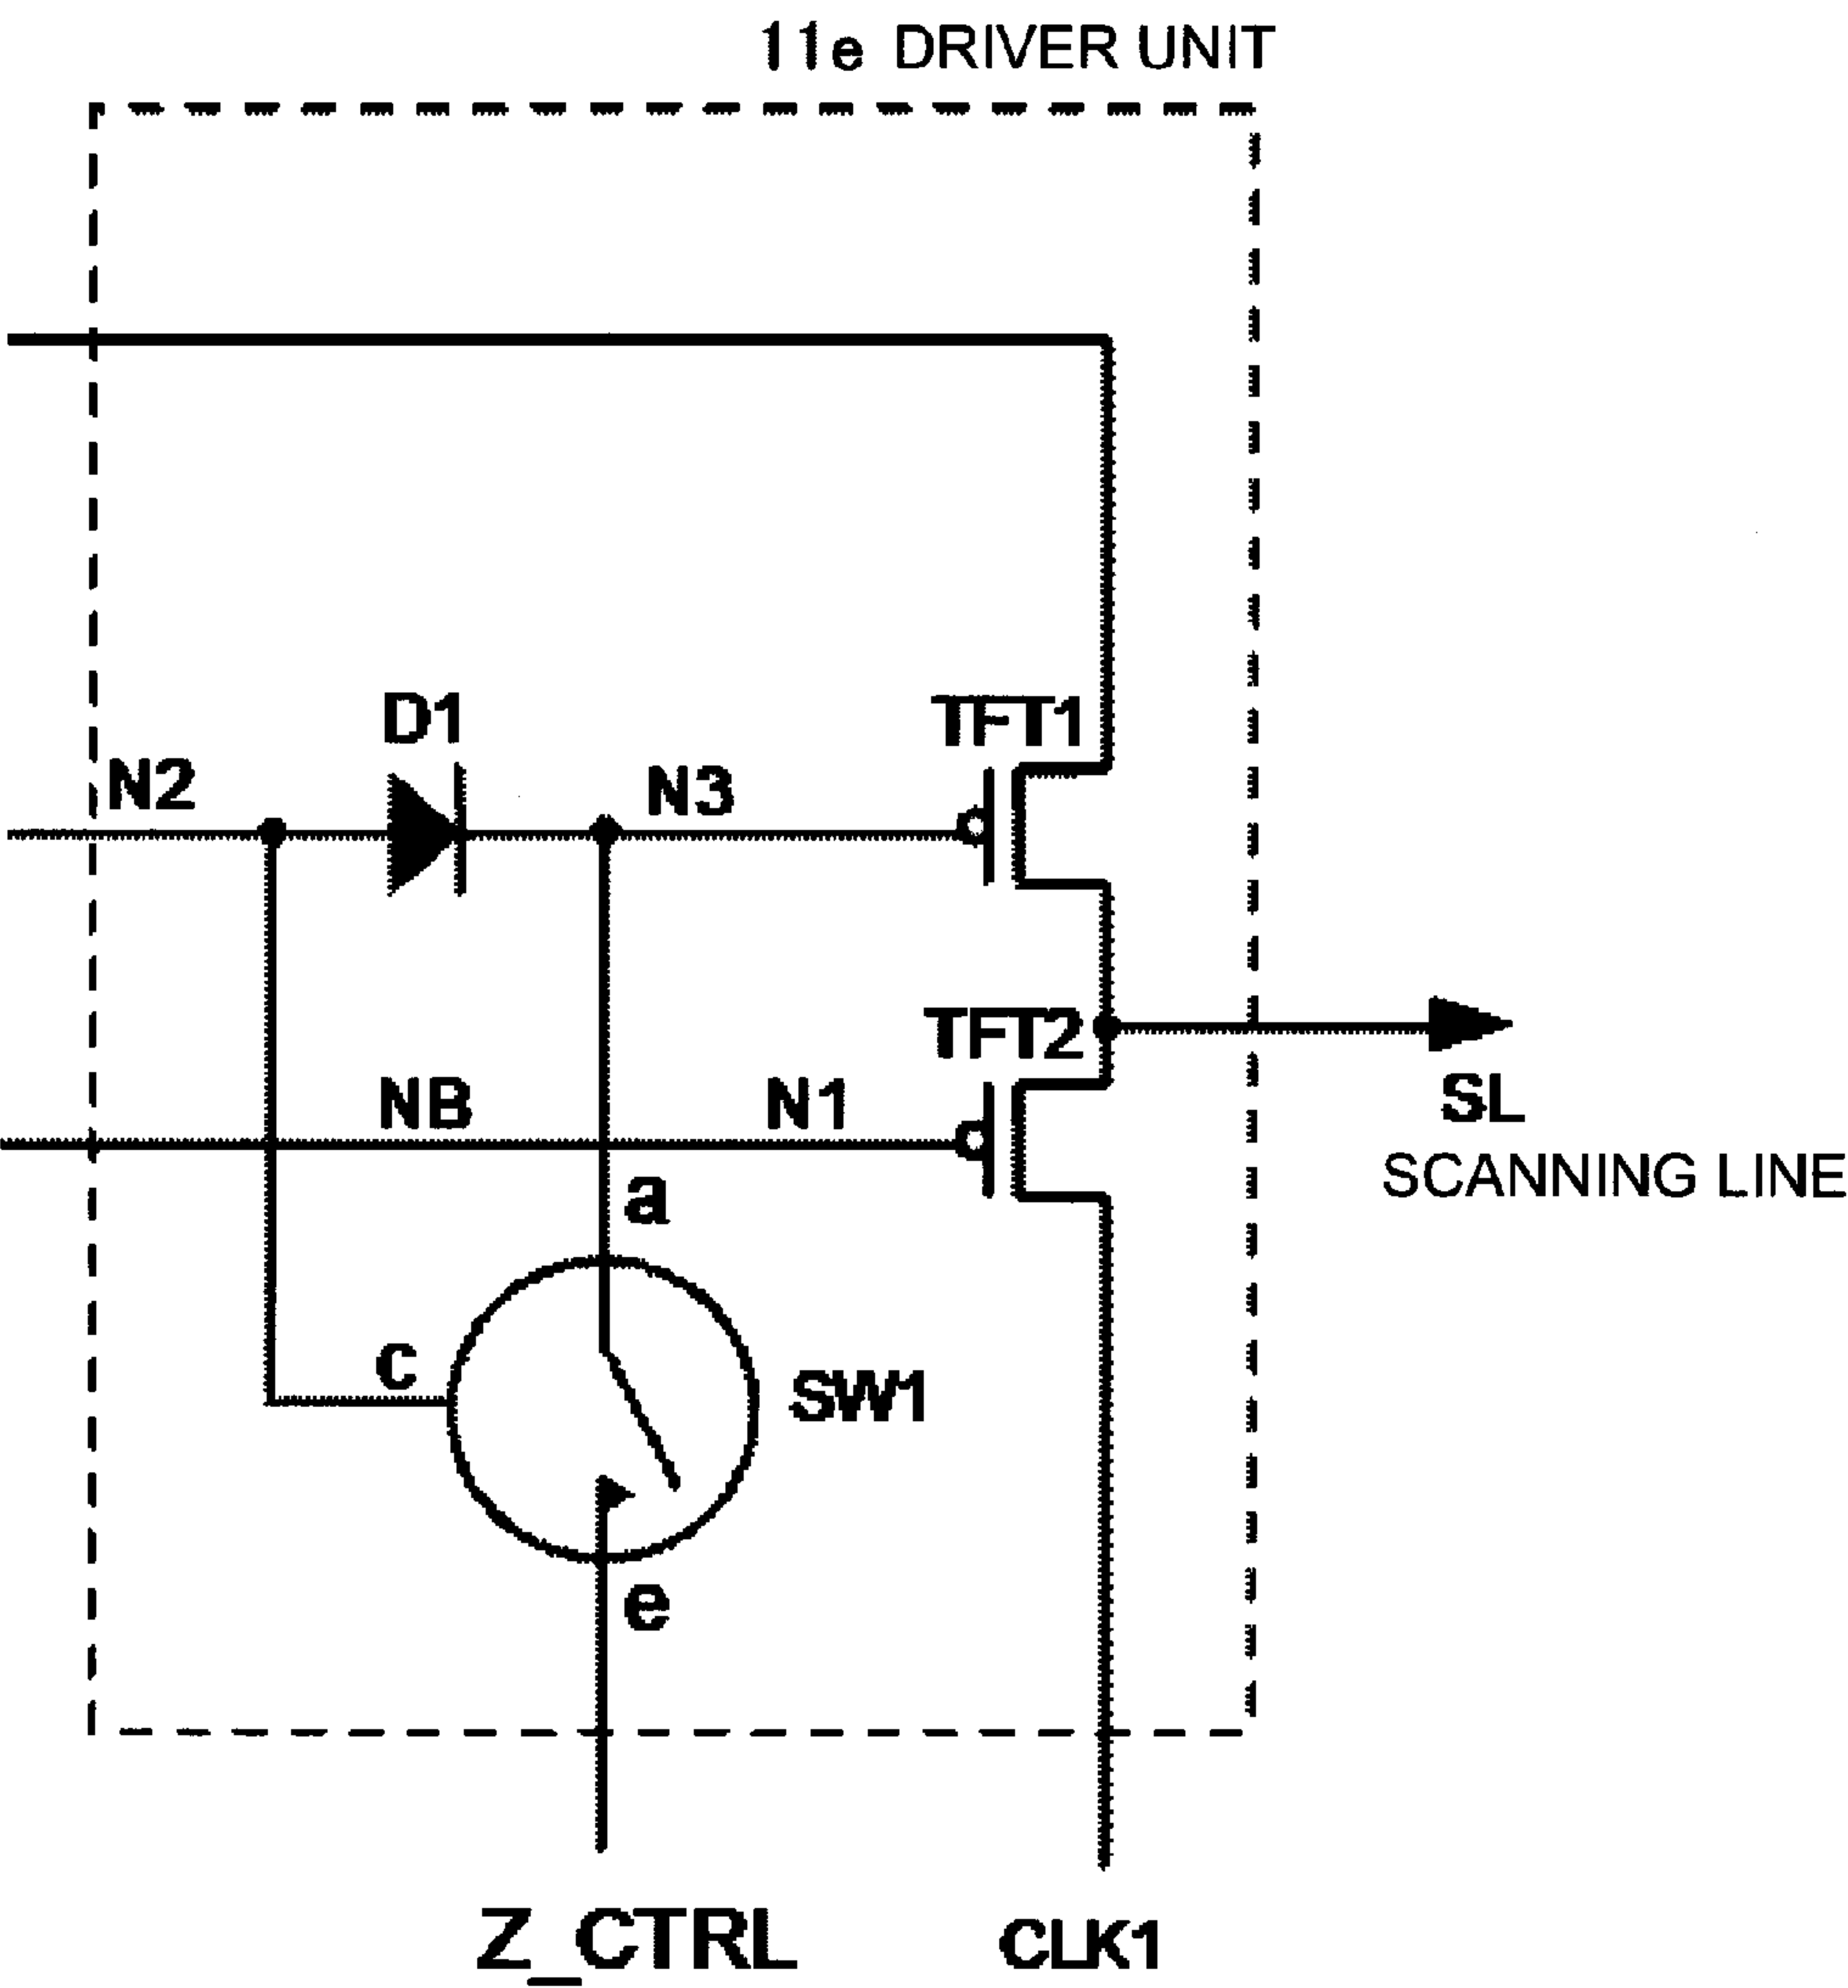 11e DRIVER UNIT
D1
TFT1
N2
N3
TFT2
NB
N1
SL
SCANNING LINE
a
c
SW1
e
Z_CTRL
CLK1